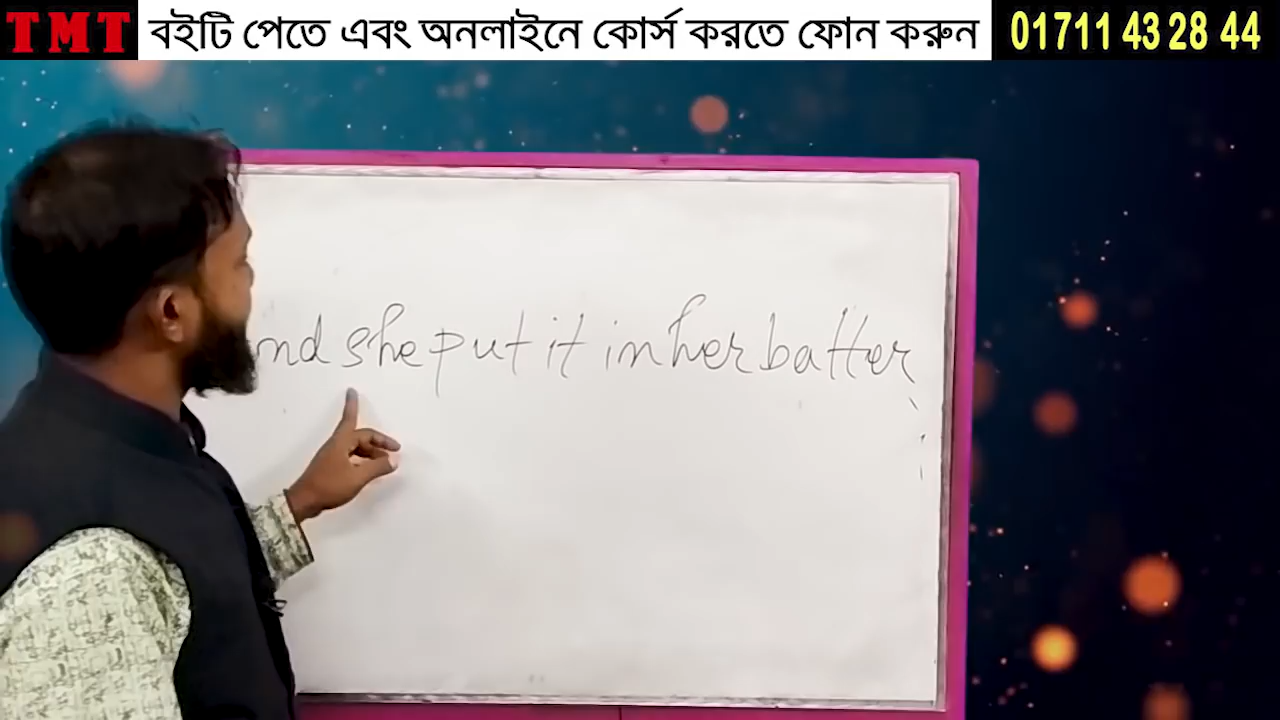 TMT বইটি পেতে এবং অনলাইনে কোর্স করতে ফোন করুন 01711 43 28 44
nd she put it in her batter